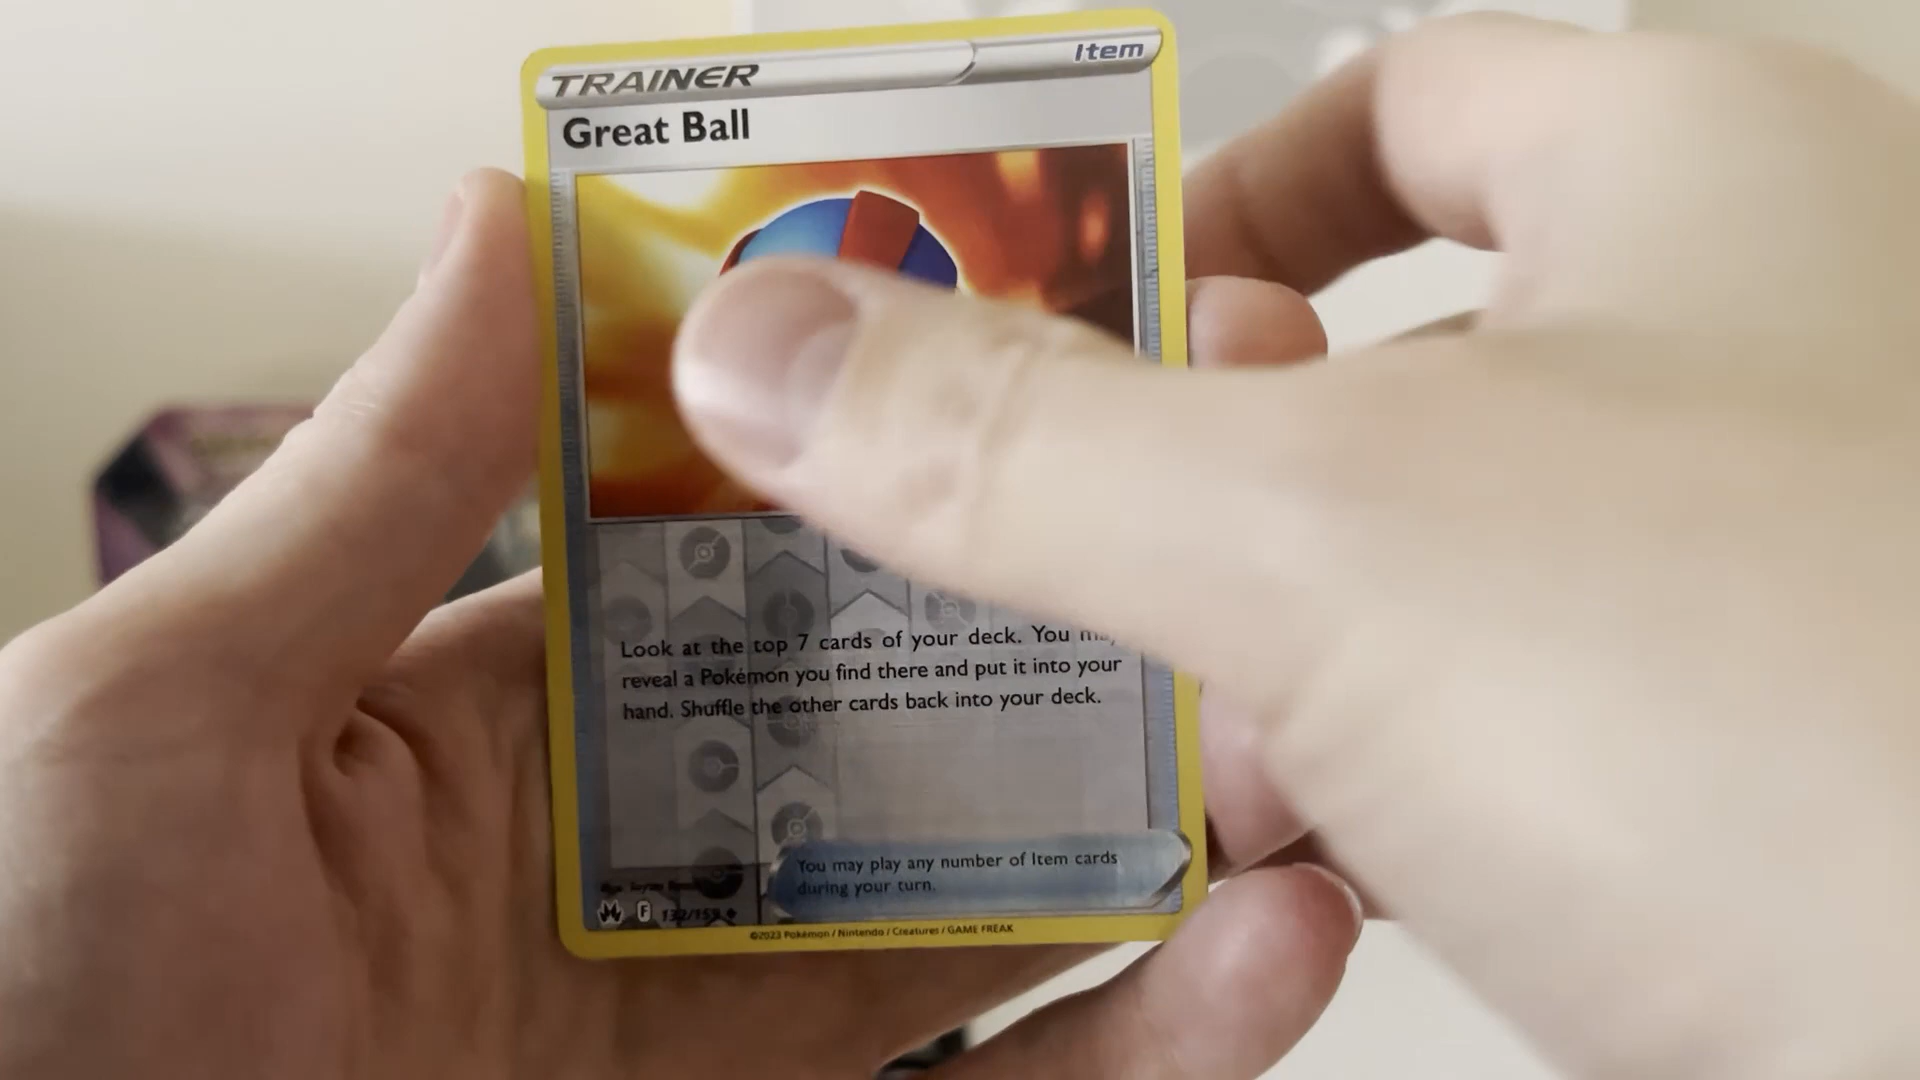 TRAINER
Item
Great Ball
Look at the top 7 cards of your deck. You
reveal a Pokémon you find there and put it into your
hand. Shuffle the other cards back into your deck.
You may play any number of Item cards
during your turn.
F 132/159
©2023 Pokémon / Nintendo / Creatures / GAME FREAK